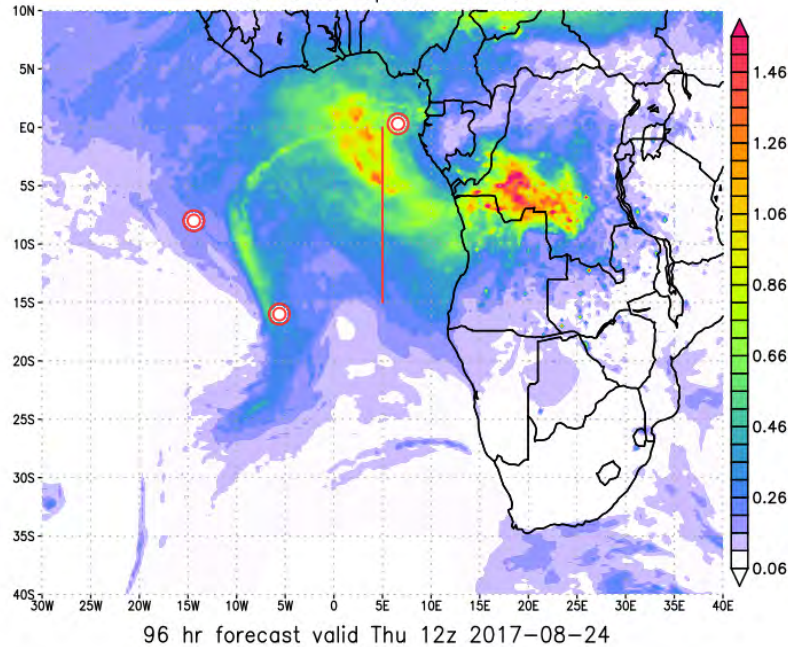 10N
5N
EQ
5S
10S
15S
20S
25S
30S
35S
40S
30W 25W 20W 15W 10W 5W 0 5E 10E 15E 20E 25E 30E 35E 40E
1.46
1.26
1.06
0.86
0.66
0.46
0.26
0.06
96 hr forecast valid Thu 12z 2017-08-24